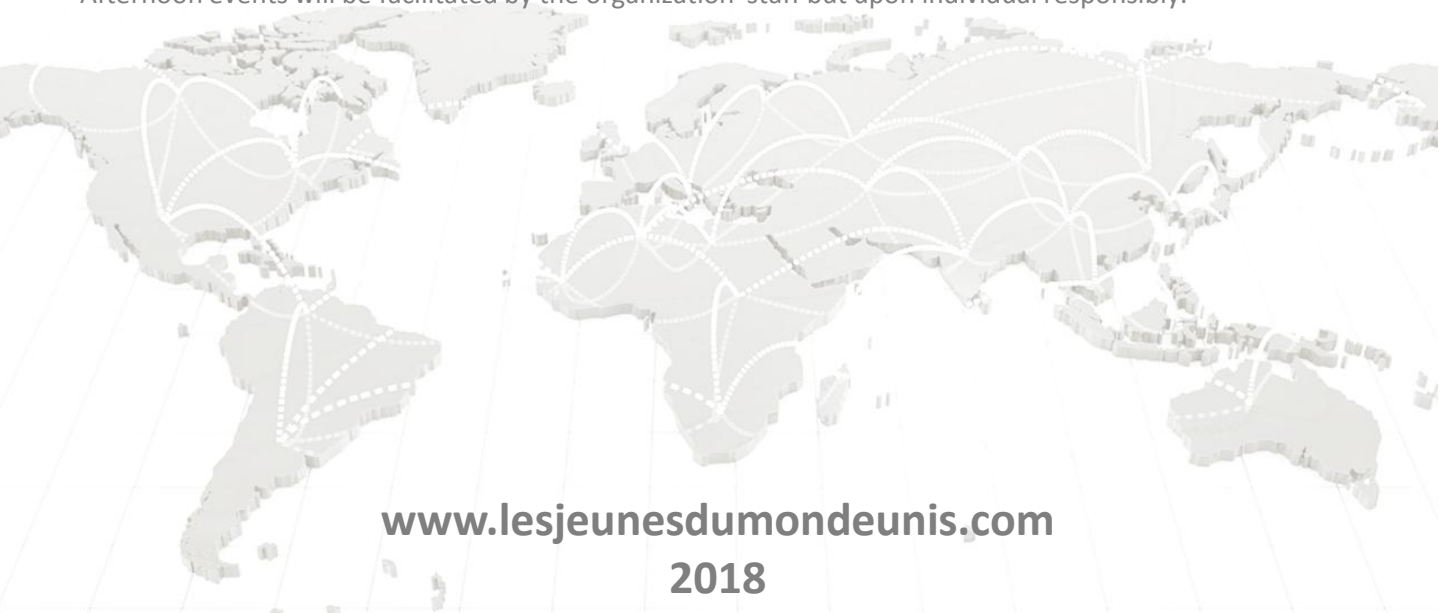 Afternoon events will be facilitated by the organization staff but upon individual responsibly.
www.lesjeunesdumondeunis.com
2018